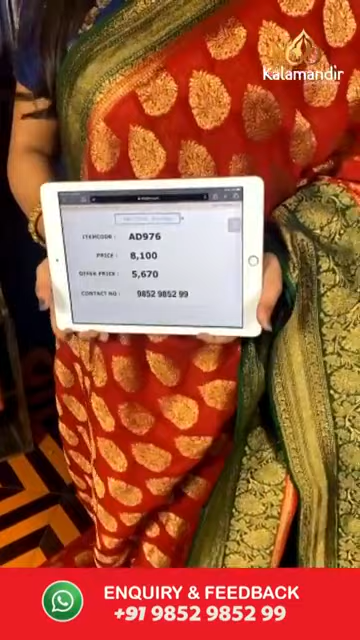 Kalamandir
ITEMCODE : AD976
PRICE : 8,100
OFFER PRICE : 5,670
CONTACT NO : 9852 9852 99
ENQUIRY & FEEDBACK
+91 9852 9852 99